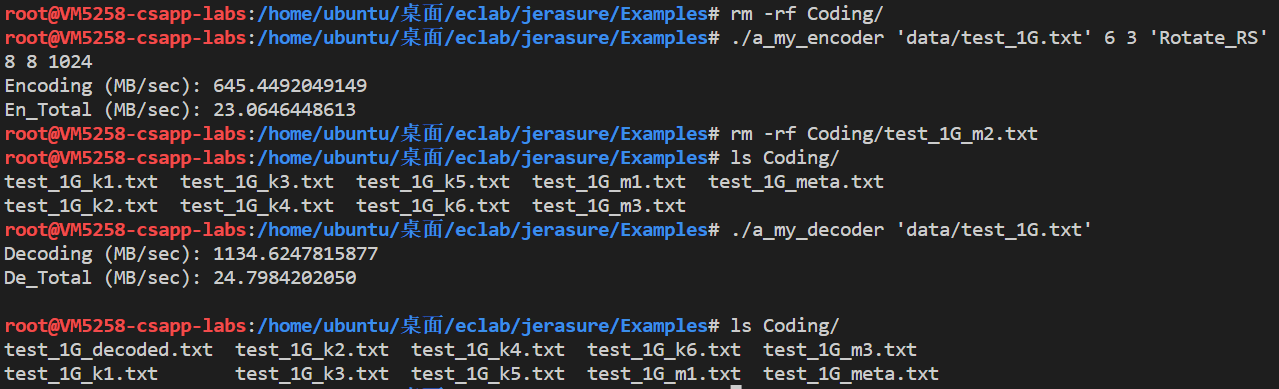 root@VM5258-csapp-labs:/home/ubuntu/桌面/eclab/jerasure/Examples# rm -rf Coding/
root@VM5258-csapp-labs:/home/ubuntu/桌面/eclab/jerasure/Examples# ./a_my_encoder 'data/test_1G.txt' 6 3 'Rotate_RS'
8 8 1024
Encoding (MB/sec): 645.4492049149
En_Total (MB/sec): 23.0646448613
root@VM5258-csapp-labs:/home/ubuntu/桌面/eclab/jerasure/Examples# rm -rf Coding/test_1G_m2.txt
root@VM5258-csapp-labs:/home/ubuntu/桌面/eclab/jerasure/Examples# ls Coding/
test_1G_k1.txt  test_1G_k3.txt  test_1G_k5.txt  test_1G_m1.txt  test_1G_meta.txt
test_1G_k2.txt  test_1G_k4.txt  test_1G_k6.txt  test_1G_m3.txt
root@VM5258-csapp-labs:/home/ubuntu/桌面/eclab/jerasure/Examples# ./a_my_decoder 'data/test_1G.txt'
Decoding (MB/sec): 1134.6247815877
De_Total (MB/sec): 24.7984202050
root@VM5258-csapp-labs:/home/ubuntu/桌面/eclab/jerasure/Examples# ls Coding/
test_1G_decoded.txt  test_1G_k2.txt  test_1G_k4.txt  test_1G_k6.txt  test_1G_m3.txt
test_1G_k1.txt       test_1G_k3.txt  test_1G_k5.txt  test_1G_m1.txt  test_1G_meta.txt